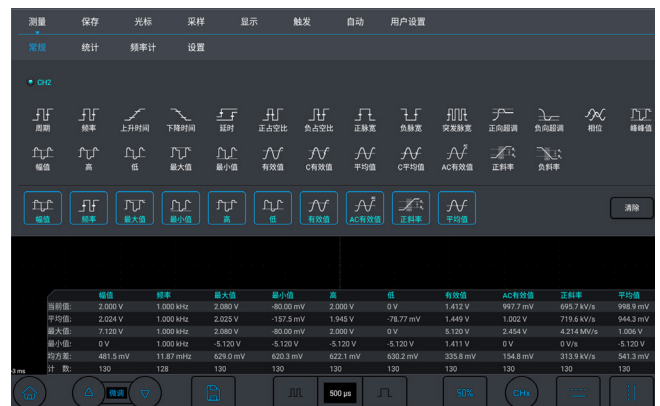 测量 保存 光标 采样 显示 触发 自动 用户设置
常规 统计 频率计 设置
CH2
周期 频率 上升时间 下降时间 延时 正占空比 负占空比 正脉宽 负脉宽 突发脉宽 正向超调 负向超调 相位 峰峰值
幅值 高 低 最大值 最小值 有效值 C有效值 平均值 C平均值 AC有效值 正斜率 负斜率
幅值 频率 最大值 最小值 高 低 有效值 AC有效值 正斜率 平均值 清除
幅值 频率 最大值 最小值 高 低 有效值 AC有效值 正斜率 平均值
当前值: 2.000 V 1.000 kHz 2.080 V -80.00 mV 2.000 V 0 V 1.412 V 997.7 mV 695.7 kV/s 998.9 mV
平均值: 2.024 V 1.000 kHz 2.025 V -157.5 mV 1.945 V -78.77 mV 1.449 V 1.002 V 719.6 kV/s 944.3 mV
最大值: 7.120 V 1.000 kHz 2.080 V -80.00 mV 2.000 V 0 V 5.120 V 2.454 V 4.214 MV/s 1.006 V
最小值: 0 V 1.000 kHz -5.120 V -5.120 V -5.120 V -5.120 V 1.411 V 0 V 0 V/s -5.120 V
均方差: 481.5 mV 11.87 mHz 629.0 mV 620.3 mV 622.1 mV 630.2 mV 335.8 mV 154.8 mV 313.9 kV/s 541.3 mV
计 数: 130 128 130 130 130 130 130 130 130 130
-3 ms
微调 500 µs 50% CHx